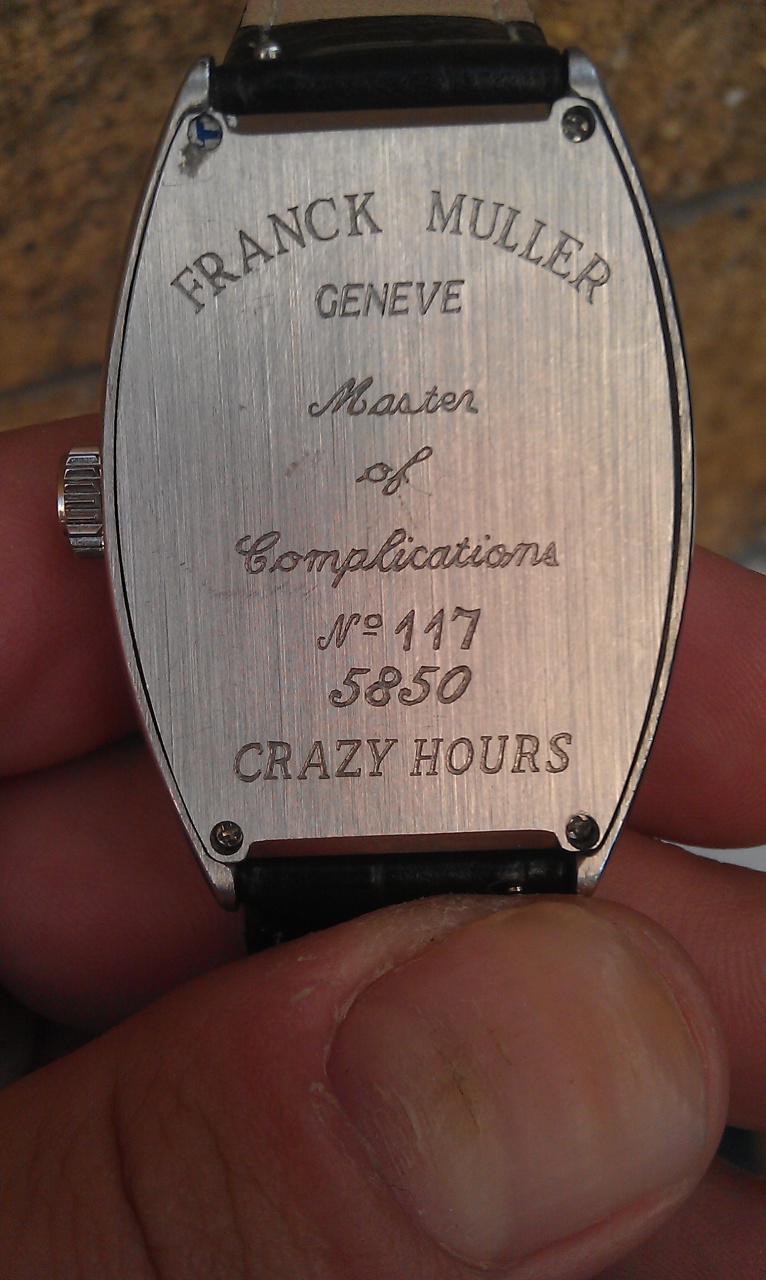 FRANCK MULLER
GENEVE
Master
of
Complications
Nº 117
5850
CRAZY HOURS